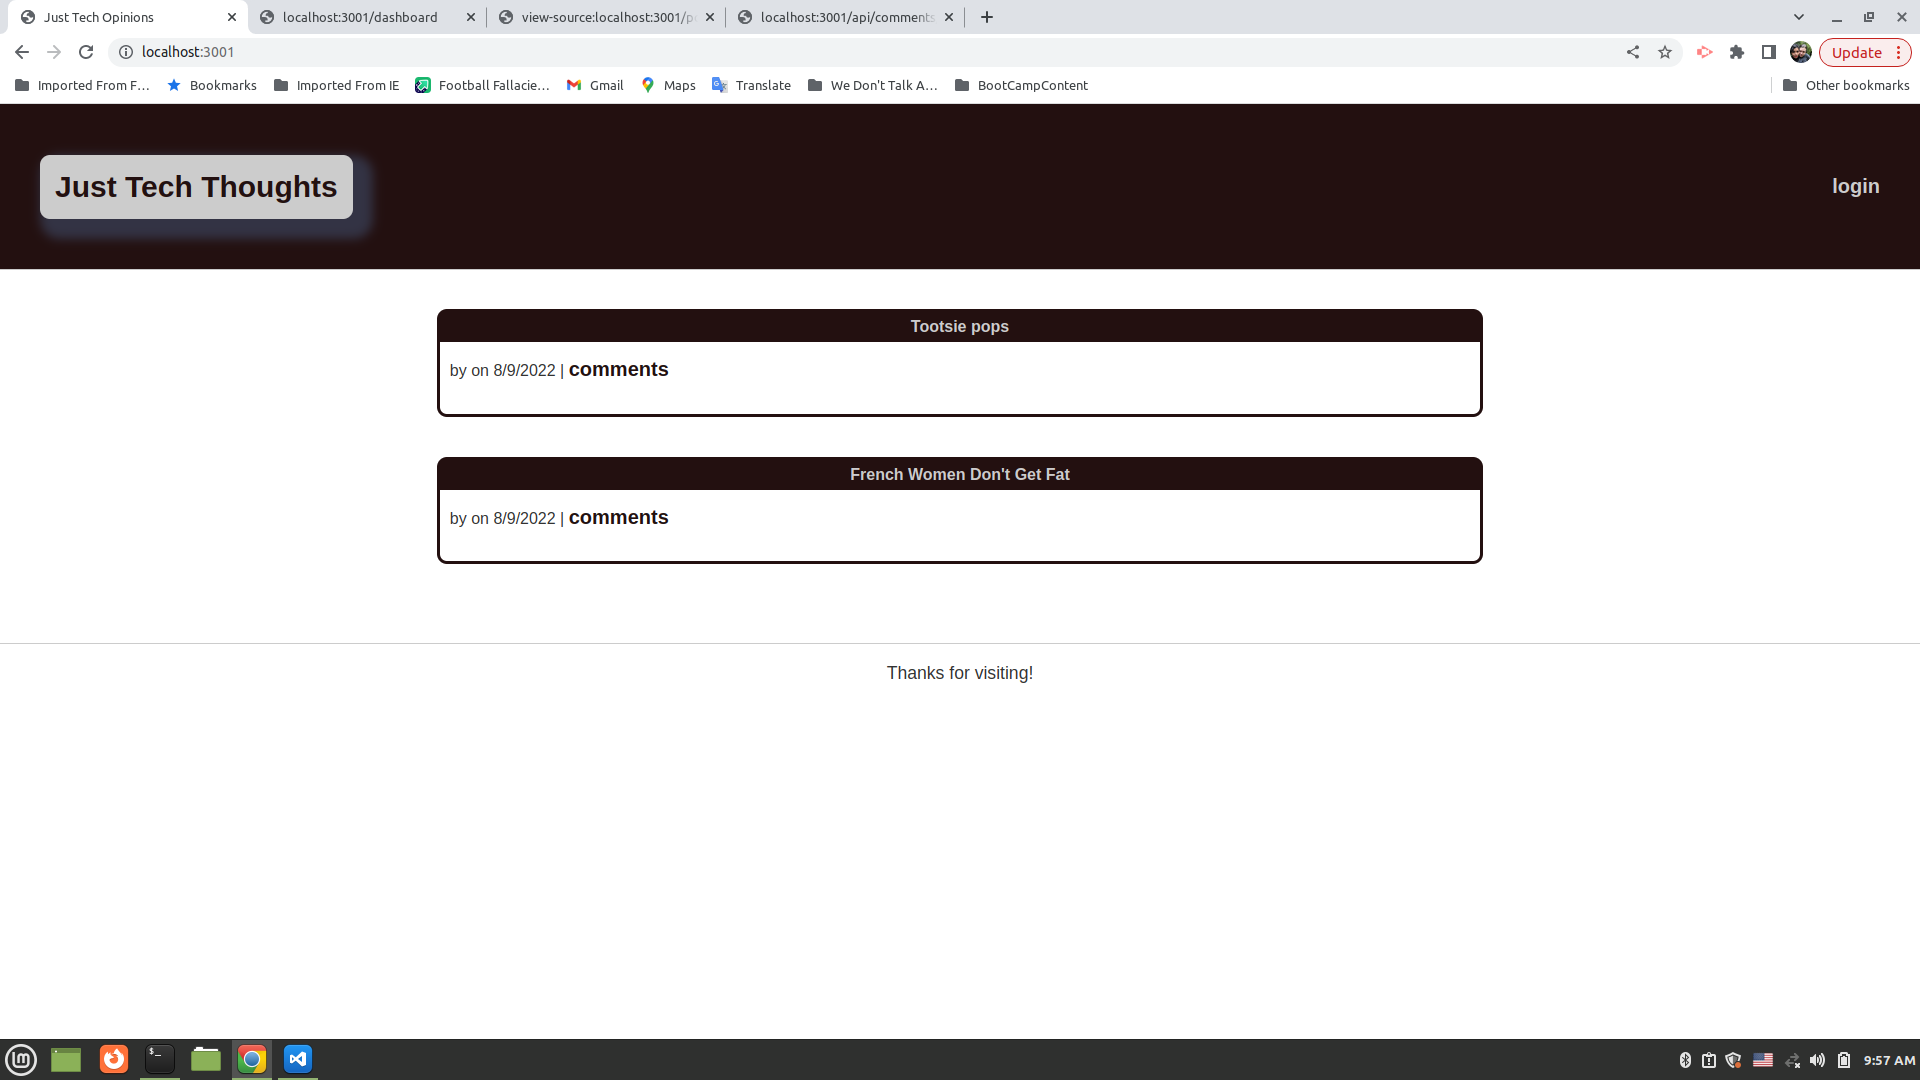 Just Tech Opinions
localhost:3001/dashboard
view-source:localhost:3001/po
localhost:3001/api/comments
localhost:3001
Update
Imported From F…
Bookmarks
Imported From IE
Football Fallacie…
Gmail
Maps
Translate
We Don't Talk A…
BootCampContent
Other bookmarks
Just Tech Thoughts
login
Tootsie pops
by on 8/9/2022 | comments
French Women Don't Get Fat
by on 8/9/2022 | comments
Thanks for visiting!
9:57 AM